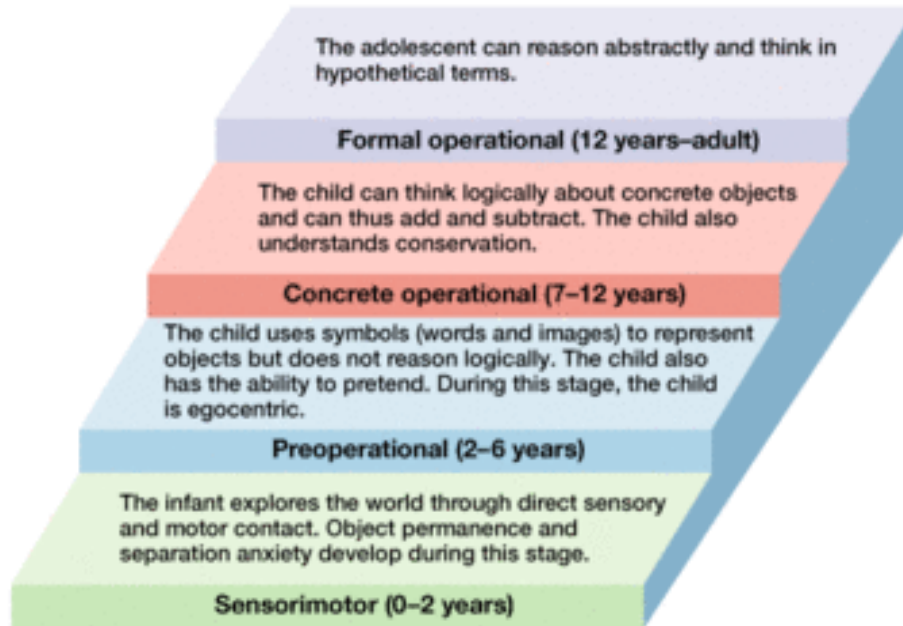 The adolescent can reason abstractly and think in
hypothetical terms.
Formal operational (12 years–adult)
The child can think logically about concrete objects
and can thus add and subtract. The child also
understands conservation.
Concrete operational (7–12 years)
The child uses symbols (words and images) to represent
objects but does not reason logically. The child also
has the ability to pretend. During this stage, the child
is egocentric.
Preoperational (2–6 years)
The infant explores the world through direct sensory
and motor contact. Object permanence and
separation anxiety develop during this stage.
Sensorimotor (0–2 years)